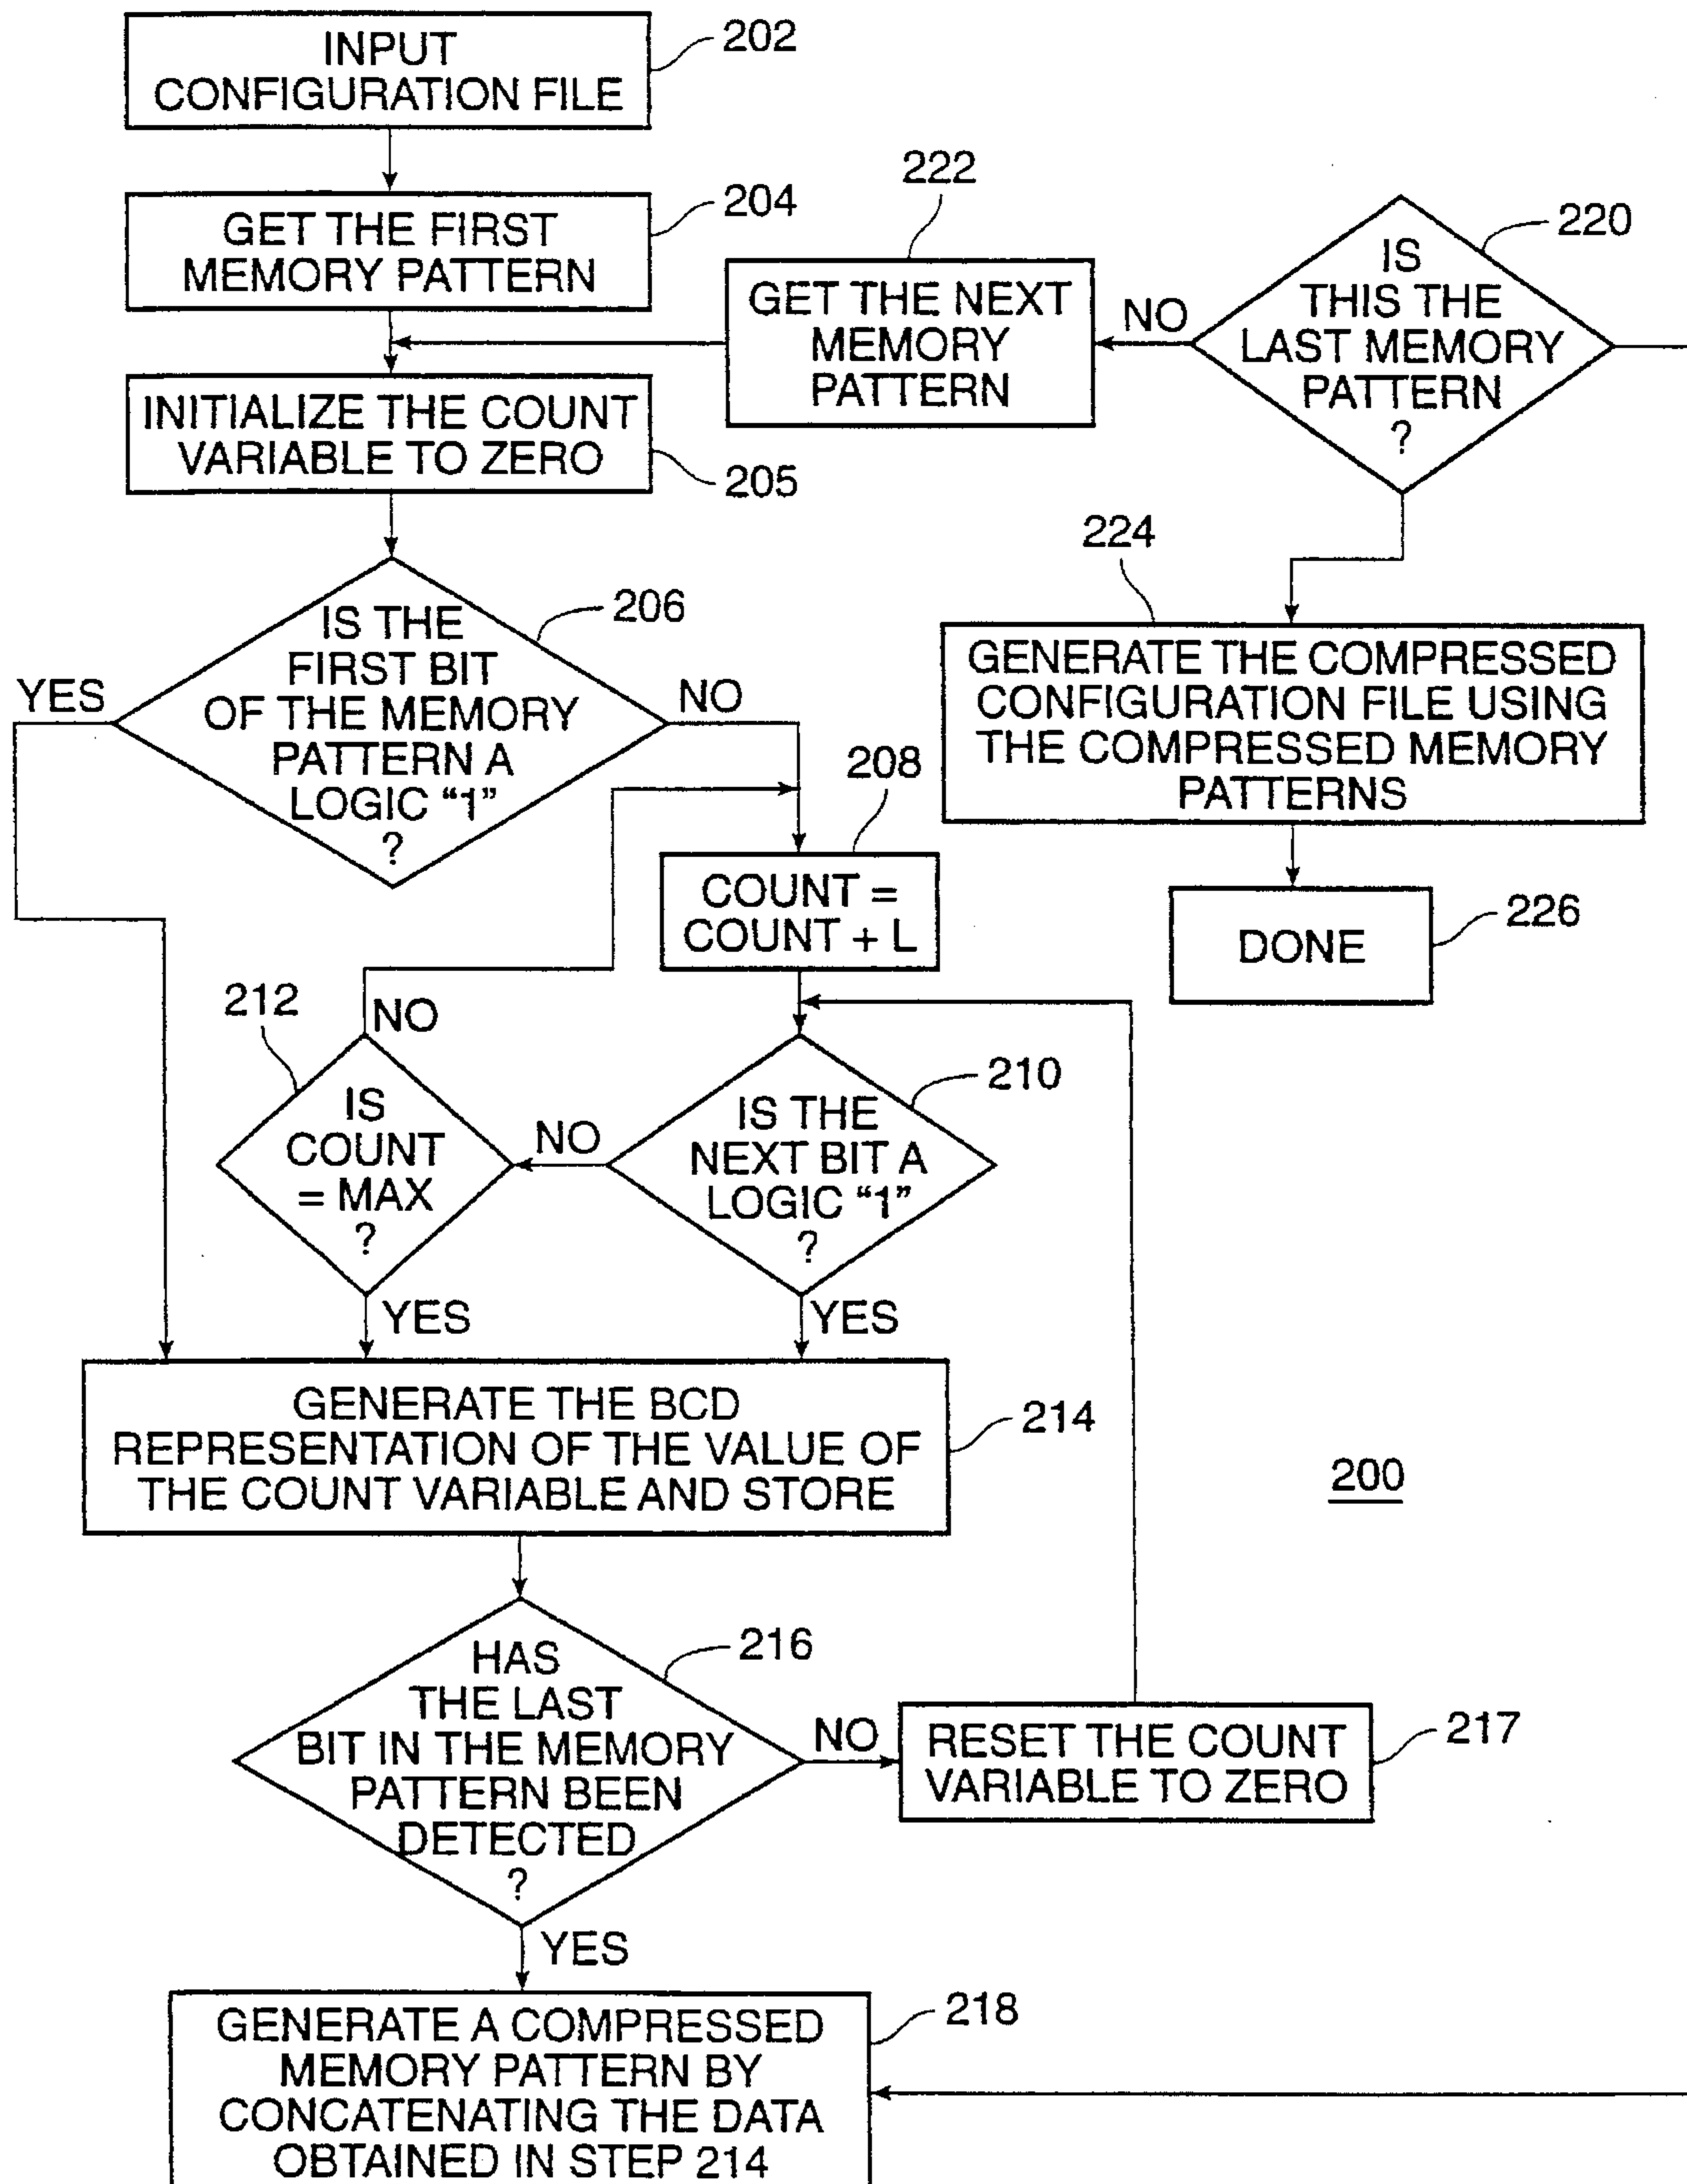 INPUT
CONFIGURATION FILE
202
GET THE FIRST
MEMORY PATTERN
204
INITIALIZE THE COUNT
VARIABLE TO ZERO
205
222
GET THE NEXT
MEMORY
PATTERN
NO
220
IS
THIS THE
LAST MEMORY
PATTERN
?
IS THE
FIRST BIT
OF THE MEMORY
PATTERN A
LOGIC “1”
?
206
YES
NO
224
GENERATE THE COMPRESSED
CONFIGURATION FILE USING
THE COMPRESSED MEMORY
PATTERNS
208
COUNT =
COUNT + L
DONE
226
212
NO
IS
COUNT
= MAX
?
YES
NO
210
IS THE
NEXT BIT A
LOGIC “1”
?
YES
GENERATE THE BCD
REPRESENTATION OF THE VALUE OF
THE COUNT VARIABLE AND STORE
214
200
HAS
THE LAST
BIT IN THE MEMORY
PATTERN BEEN
DETECTED
?
216
NO
RESET THE COUNT
VARIABLE TO ZERO
217
YES
GENERATE A COMPRESSED
MEMORY PATTERN BY
CONCATENATING THE DATA
OBTAINED IN STEP 214
218